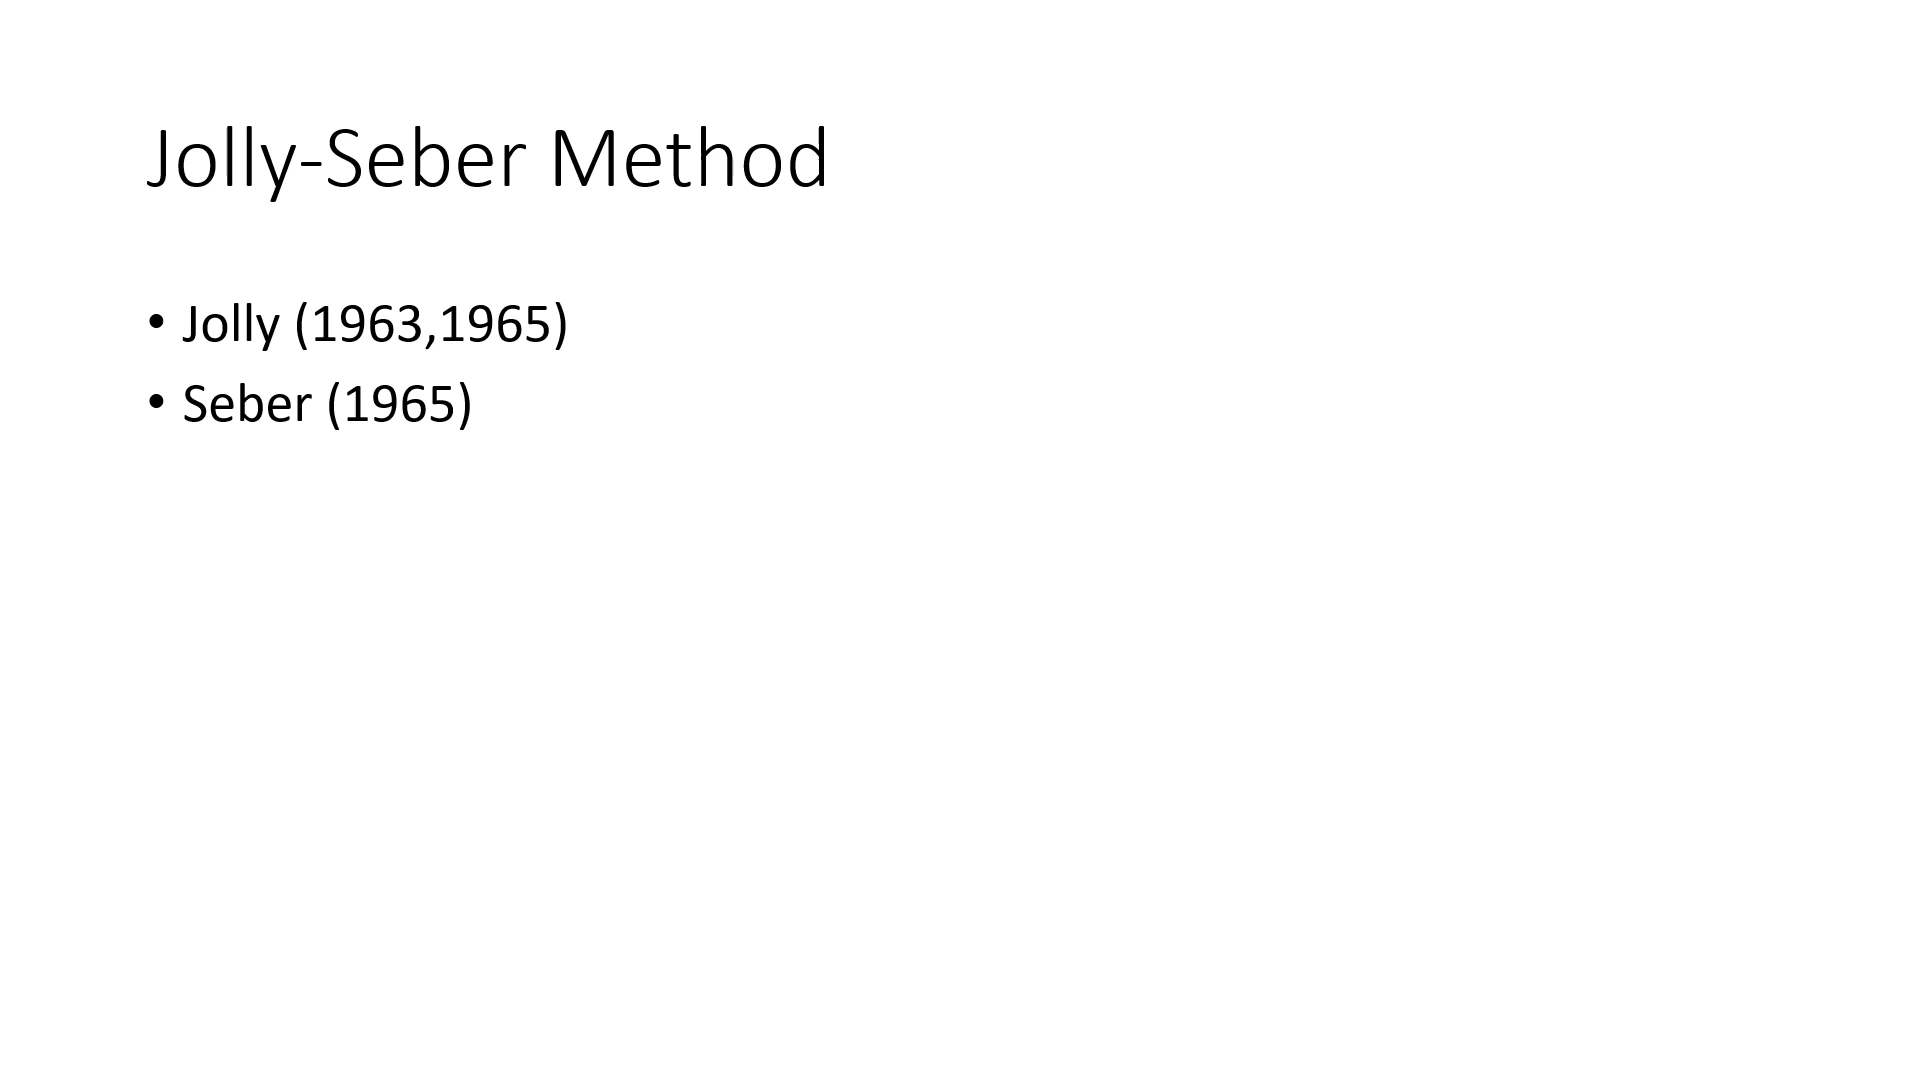 Jolly-Seber Method
• Jolly (1963,1965)
• Seber (1965)